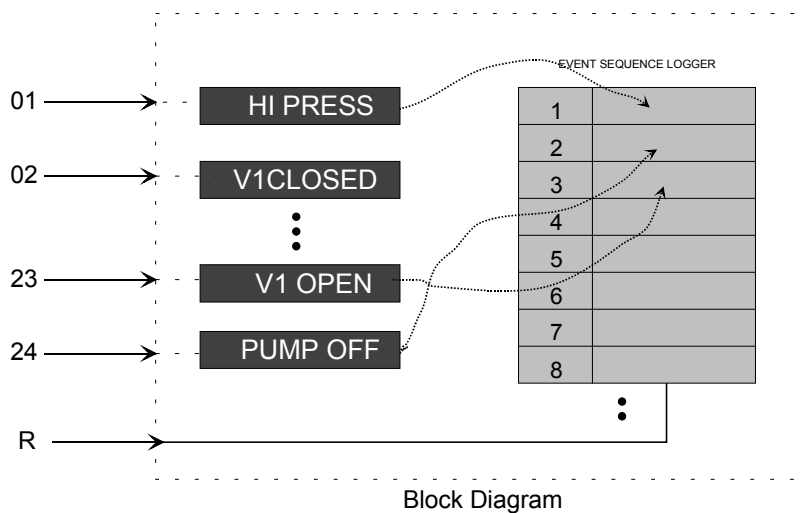 EVENT SEQUENCE LOGGER
01
HI PRESS
1
2
02
V1CLOSED
3
4
5
23
V1 OPEN
6
7
24
PUMP OFF
8
R
Block Diagram